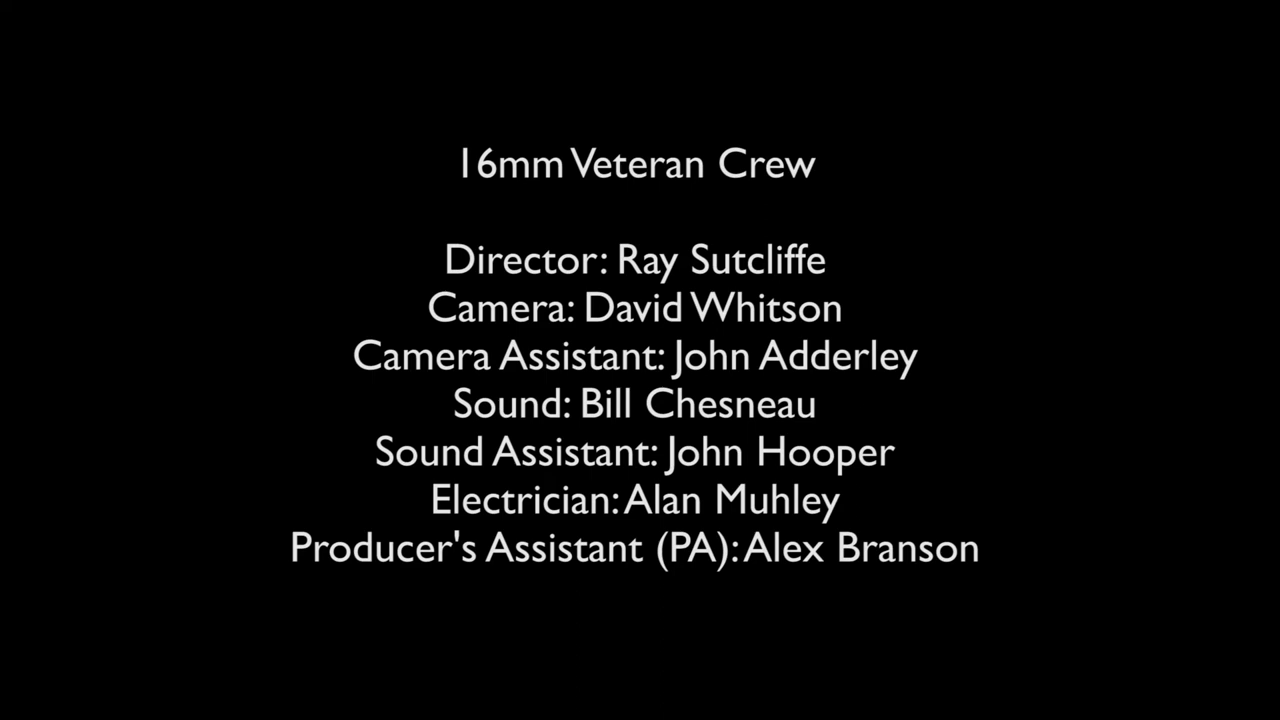 16mm Veteran Crew
Director: Ray Sutcliffe
Camera: David Whitson
Camera Assistant: John Adderley
Sound: Bill Chesneau
Sound Assistant: John Hooper
Electrician: Alan Muhley
Producer's Assistant (PA): Alex Branson